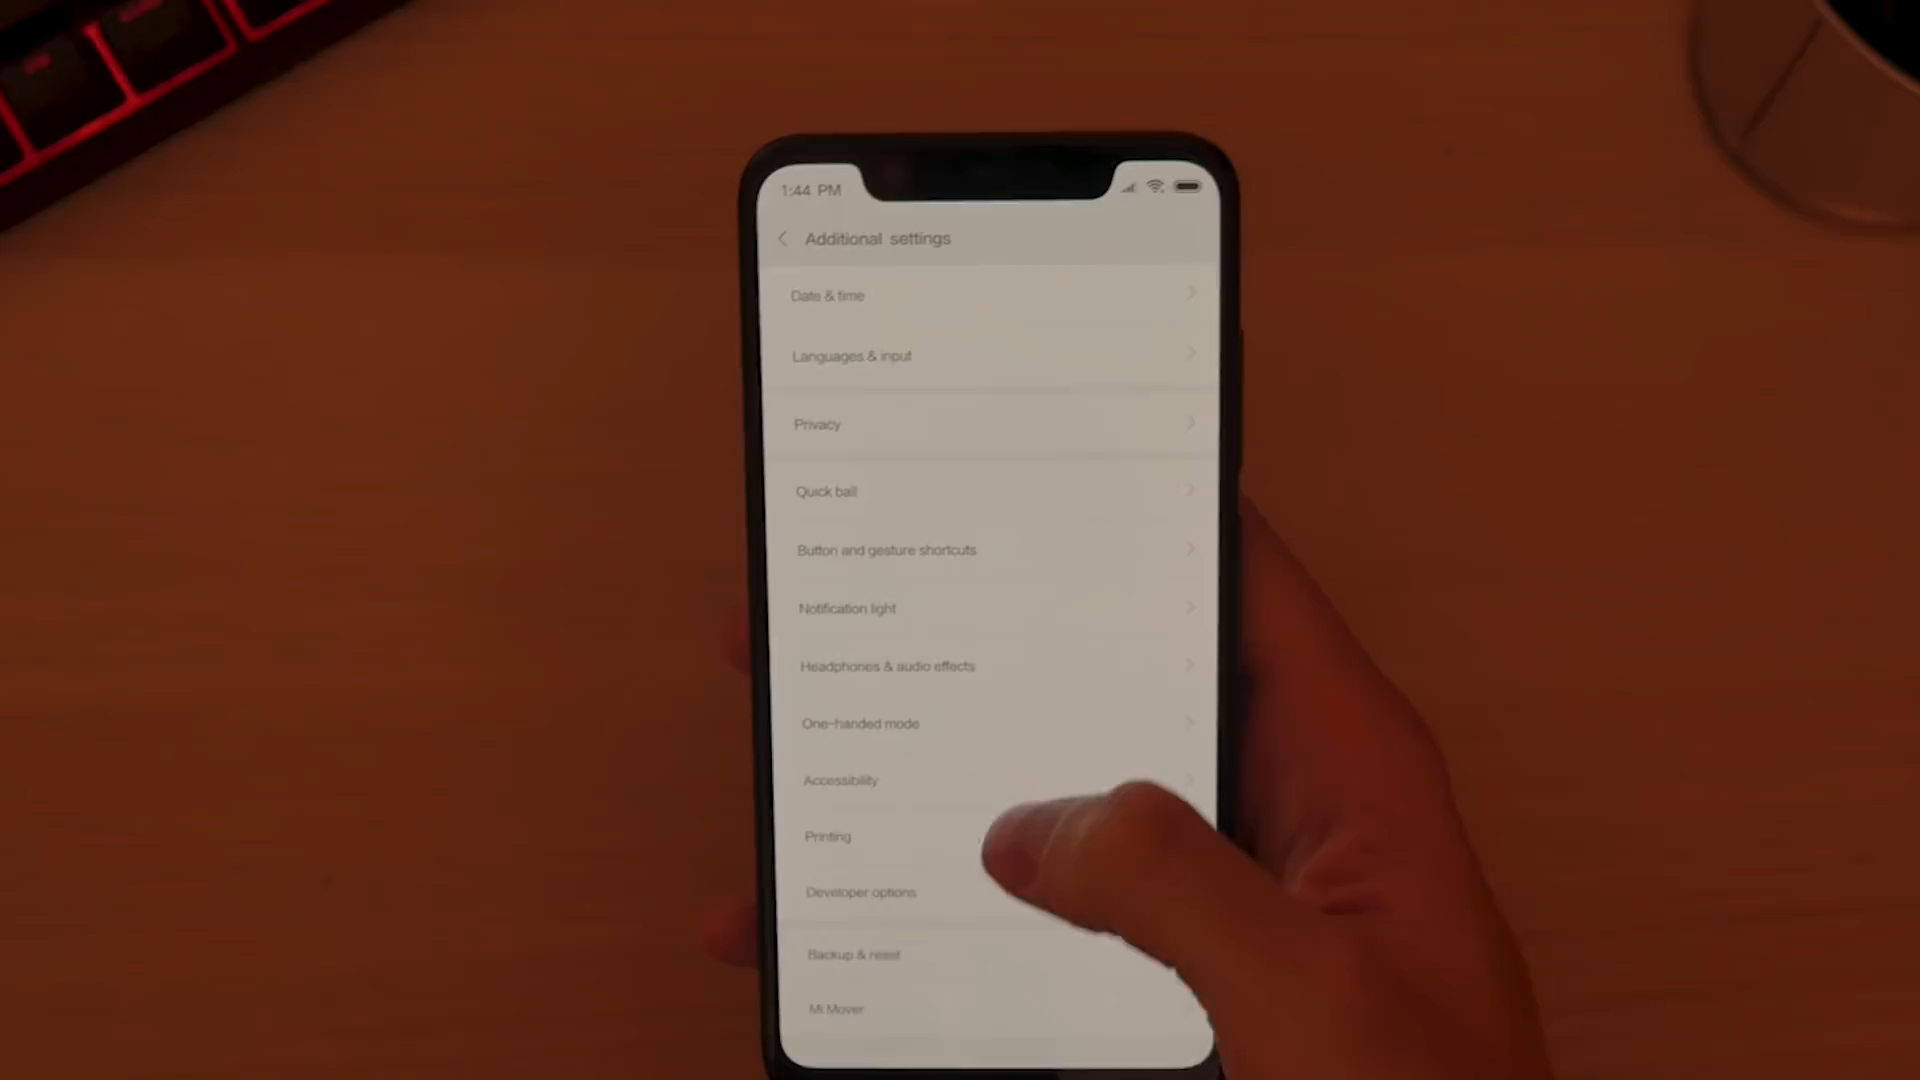 1:44 PM
Additional settings
Date & time
Languages & input
Privacy
Quick ball
Button and gesture shortcuts
Notification light
Headphones & audio effects
One-handed mode
Accessibility
Printing
Developer options
Backup & reset
Mi Mover